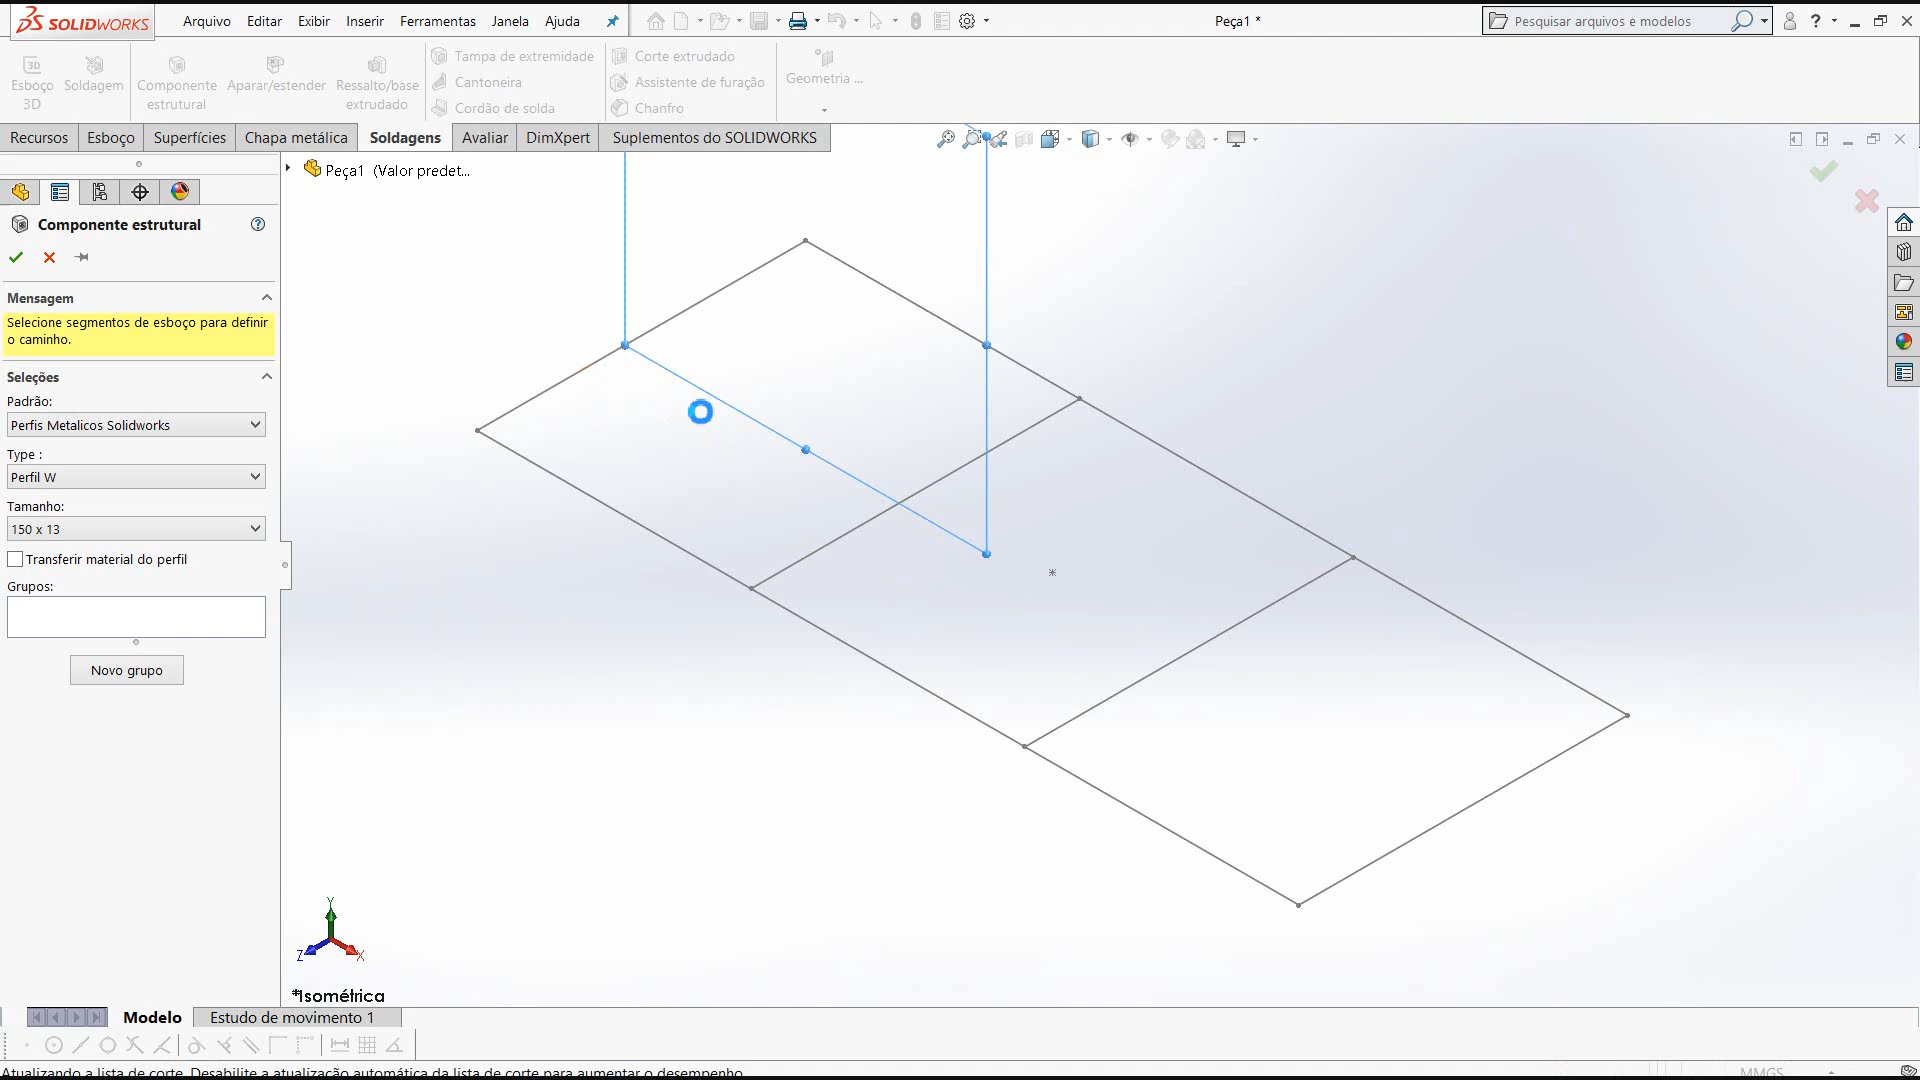 SOLIDWORKS
Arquivo Editar Exibir Inserir Ferramentas Janela Ajuda
Peça1 *
Pesquisar arquivos e modelos
?
Esboço 3D
Soldagem
Componente estrutural
Aparar/estender
Ressalto/base extrudado
Tampa de extremidade
Cantoneira
Cordão de solda
Corte extrudado
Assistente de furação
Chanfro
Geometria ...
Recursos Esboço Superfícies Chapa metálica Soldagens Avaliar DimXpert Suplementos do SOLIDWORKS
Peça1 (Valor predet...
Componente estrutural
?
Mensagem
Selecione segmentos de esboço para definir
o caminho.
Seleções
Padrão:
Perfis Metalicos Solidworks
Type :
Perfil W
Tamanho:
150 x 13
Transferir material do perfil
Grupos:
Novo grupo
Y
Z X
*Isométrica
Modelo Estudo de movimento 1
Atualizando a lista de corte. Desabilite a atualização automática da lista de corte para aumentar o desempenho.
MMGS